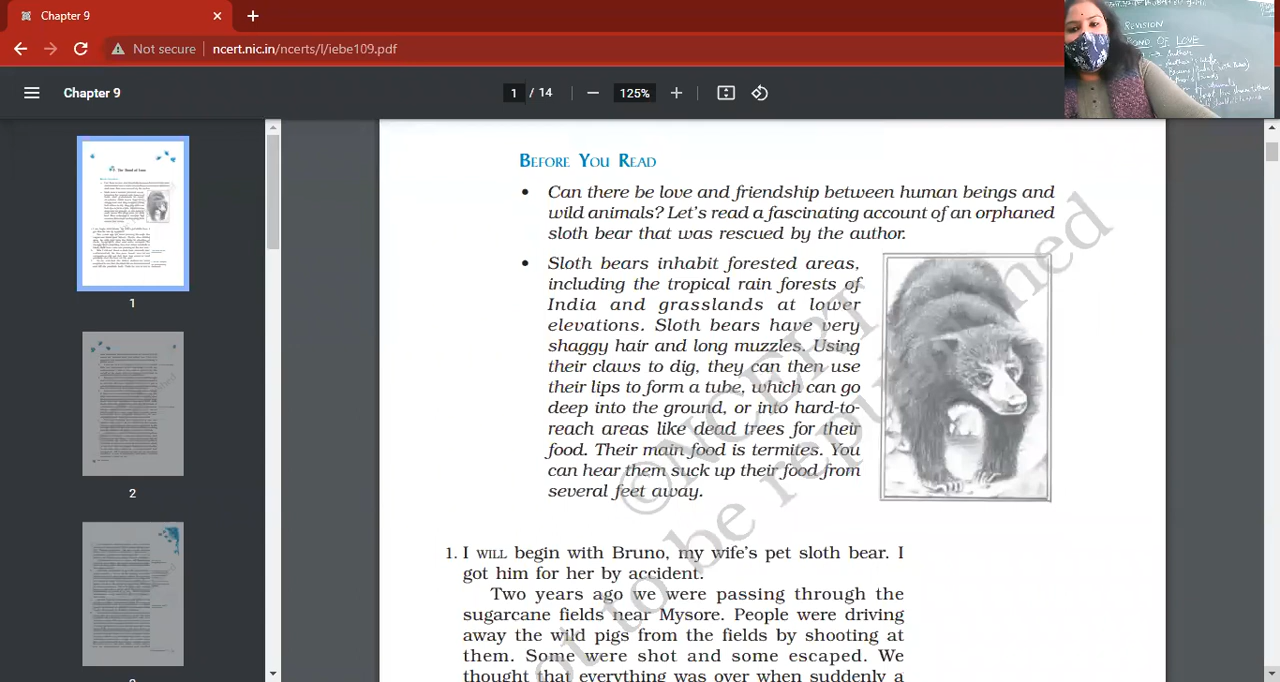 Chapter 9
Not secure
ncert.nic.in/ncerts/l/iebe109.pdf
Chapter 9
1 / 14
125%
REVISION
BOND OF LOVE
BEFORE YOU READ
• Can there be love and friendship between human beings and
wild animals? Let's read a fascinating account of an orphaned
sloth bear that was rescued by the author.
• Sloth bears inhabit forested areas,
including the tropical rain forests of
India and grasslands at lower
elevations. Sloth bears have very
shaggy hair and long muzzles. Using
their claws to dig, they can then use
their lips to form a tube, which can go
deep into the ground, or into hard-to-
reach areas like dead trees for their
food. Their main food is termites. You
can hear them suck up their food from
several feet away.
1. I WILL begin with Bruno, my wife's pet sloth bear. I
got him for her by accident.
Two years ago we were passing through the
sugarcane fields near Mysore. People were driving
away the wild pigs from the fields by shooting at
them. Some were shot and some escaped. We
thought that everything was over when suddenly a
1
2
©NCERT
not to be republished